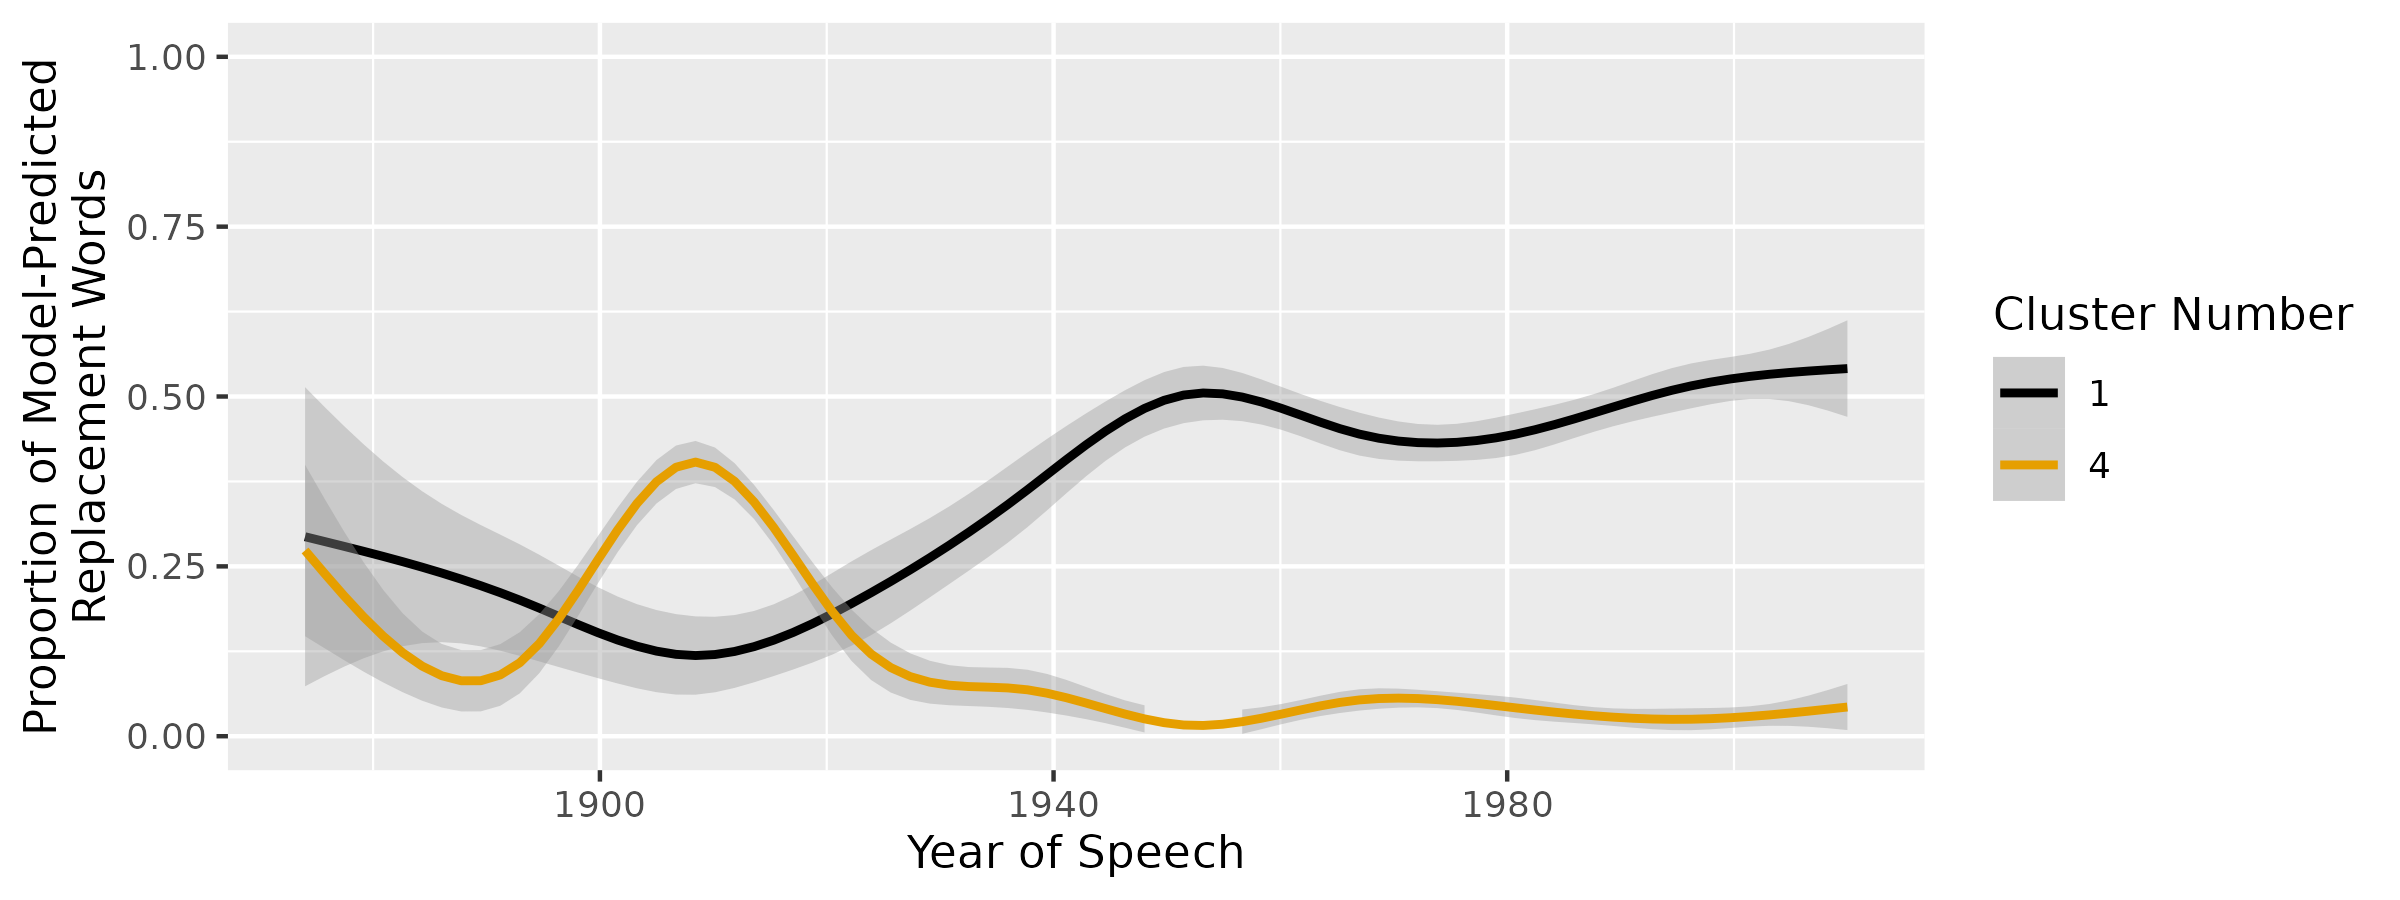 Proportion of Model-Predicted
Replacement Words
1.00
0.75
0.50
0.25
0.00
1900
1940
1980
Year of Speech
Cluster Number
1
4